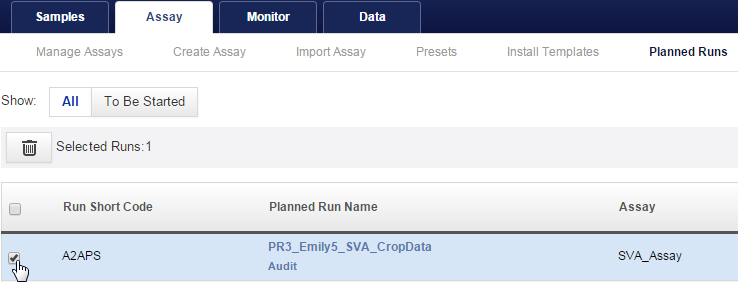 Samples Assay Monitor Data
Manage Assays Create Assay Import Assay Presets Install Templates Planned Runs
Show: All To Be Started
Selected Runs:1
Run Short Code Planned Run Name Assay
A2APS PR3_Emily5_SVA_CropData SVA_Assay
Audit